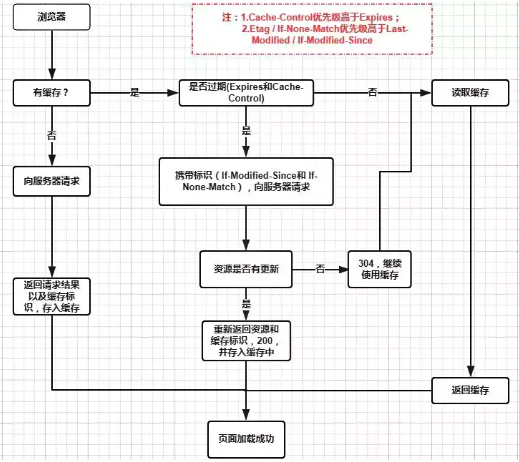 浏览器
注：1.Cache-Control优先级高于Expires；
2.Etag / If-None-Match优先级高于Last-
Modified / If-Modified-Since
有缓存？
是
是否过期(Expires和Cache-
Control)
否
读取缓存
否
是
向服务器请求
携带标识（If-Modified-Since和 If-
None-Match），向服务器请求
资源是否有更新
否
304，继续
使用缓存
返回请求结果
以及缓存标
识，存入缓存
是
重新返回资源和
缓存标识，200，
并存入缓存中
返回缓存
页面加载成功